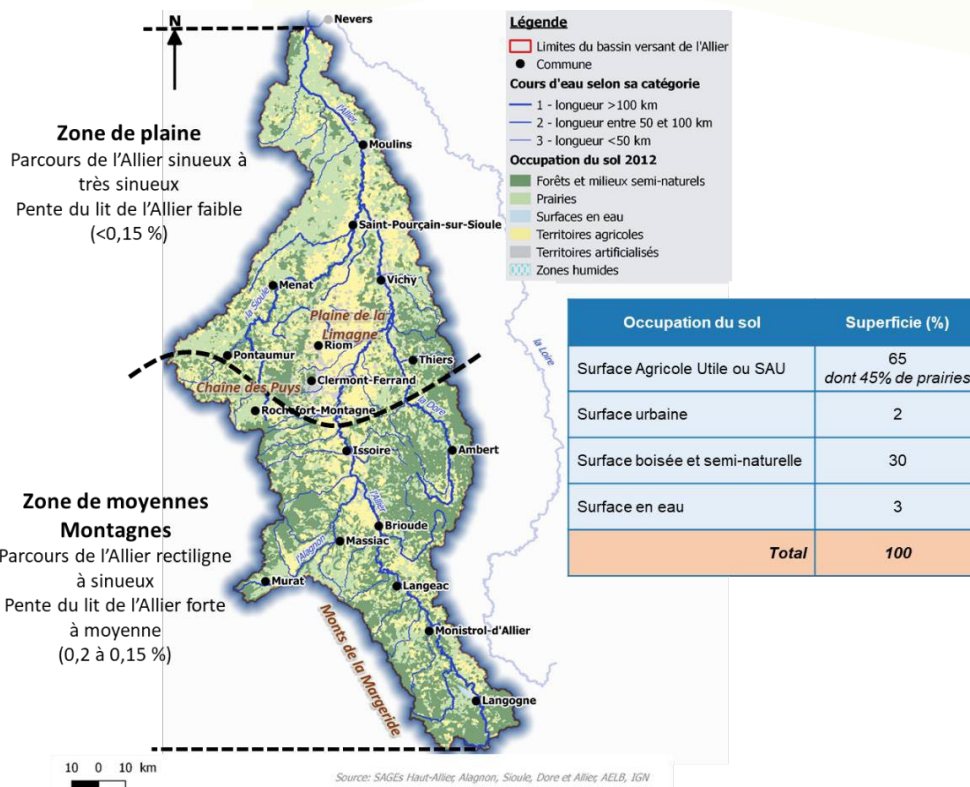 N
Nevers
Zone de plaine
Parcours de l'Allier sinueux à
très sinueux
Pente du lit de l'Allier faible
(<0,15 %)
Zone de moyennes
Montagnes
Parcours de l'Allier rectiligne
à sinueux
Pente du lit de l'Allier forte
à moyenne
(0,2 à 0,15 %)
l'Allier
Moulins
Saint-Pourçain-sur-Sioule
Menat
la Sioule
Vichy
Plaine de la
Limagne
Riom
Pontaumur
Thiers
Chaîne des Puys
Clermont-Ferrand
Rochefort-Montagne
la Dore
Issoire
Ambert
l'Allier
Brioude
Massiac
l'Alagnon
Murat
Langeac
Monistrol-d'Allier
Monts de la Margeride
Langogne
la Loire
Légende
Limites du bassin versant de l'Allier
Commune
Cours d'eau selon sa catégorie
1 - longueur >100 km
2 - longueur entre 50 et 100 km
3 - longueur <50 km
Occupation du sol 2012
Forêts et milieux semi-naturels
Prairies
Surfaces en eau
Territoires agricoles
Territoires artificialisés
Zones humides
Occupation du sol Superficie (%)
Surface Agricole Utile ou SAU 65
dont 45% de prairies
Surface urbaine 2
Surface boisée et semi-naturelle 30
Surface en eau 3
Total 100
10 0 10 km
Source: SAGEs Haut-Allier, Alagnon, Sioule, Dore et Allier, AELB, IGN